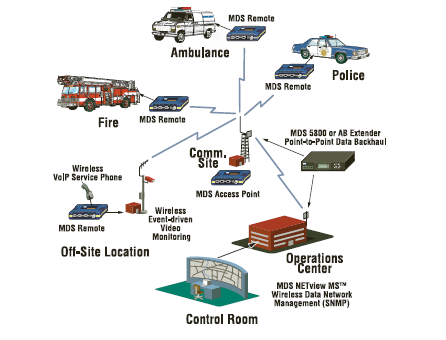 MDS Remote
Ambulance
Police
MDS Remote
Fire
MDS Remote
MDS 5800 or AB Extender
Point-to-Point Data Backhaul
Comm.
Site
MDS Access Point
Wireless
VoIP Service Phone
MDS Remote
Wireless
Event-driven
Video
Monitoring
Off-Site Location
Operations
Center
MDS NETview MS™
Wireless Data Network
Management (SNMP)
Control Room